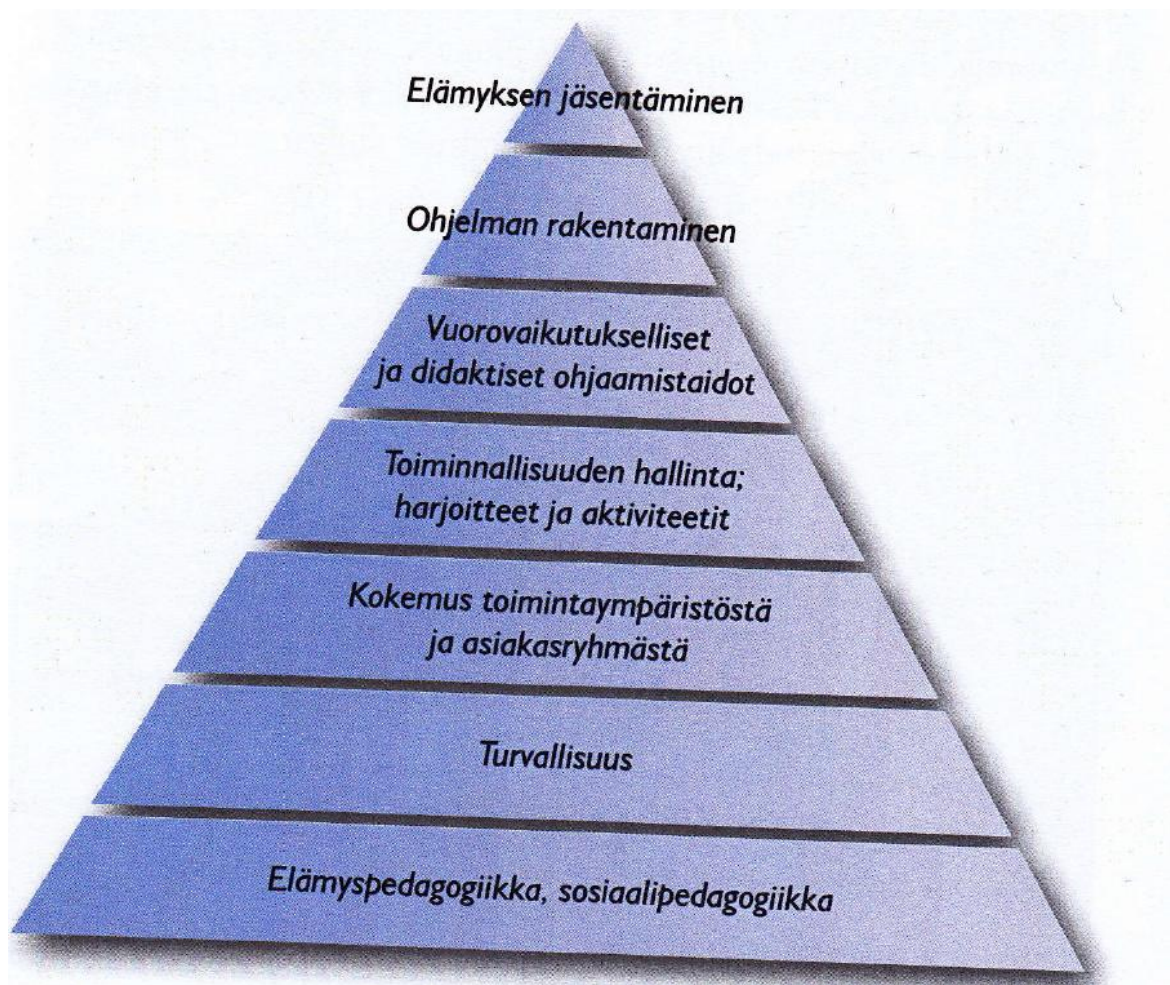 Elämyksen jäsentäminen
Ohjelman rakentaminen
Vuorovaikutukselliset
ja didaktiset ohjaamistaidot
Toiminnallisuuden hallinta;
harjoitteet ja aktiviteetit
Kokemus toimintaympäristöstä
ja asiakasryhmästä
Turvallisuus
Elämyspedagogiikka, sosiaalipedagogiikka